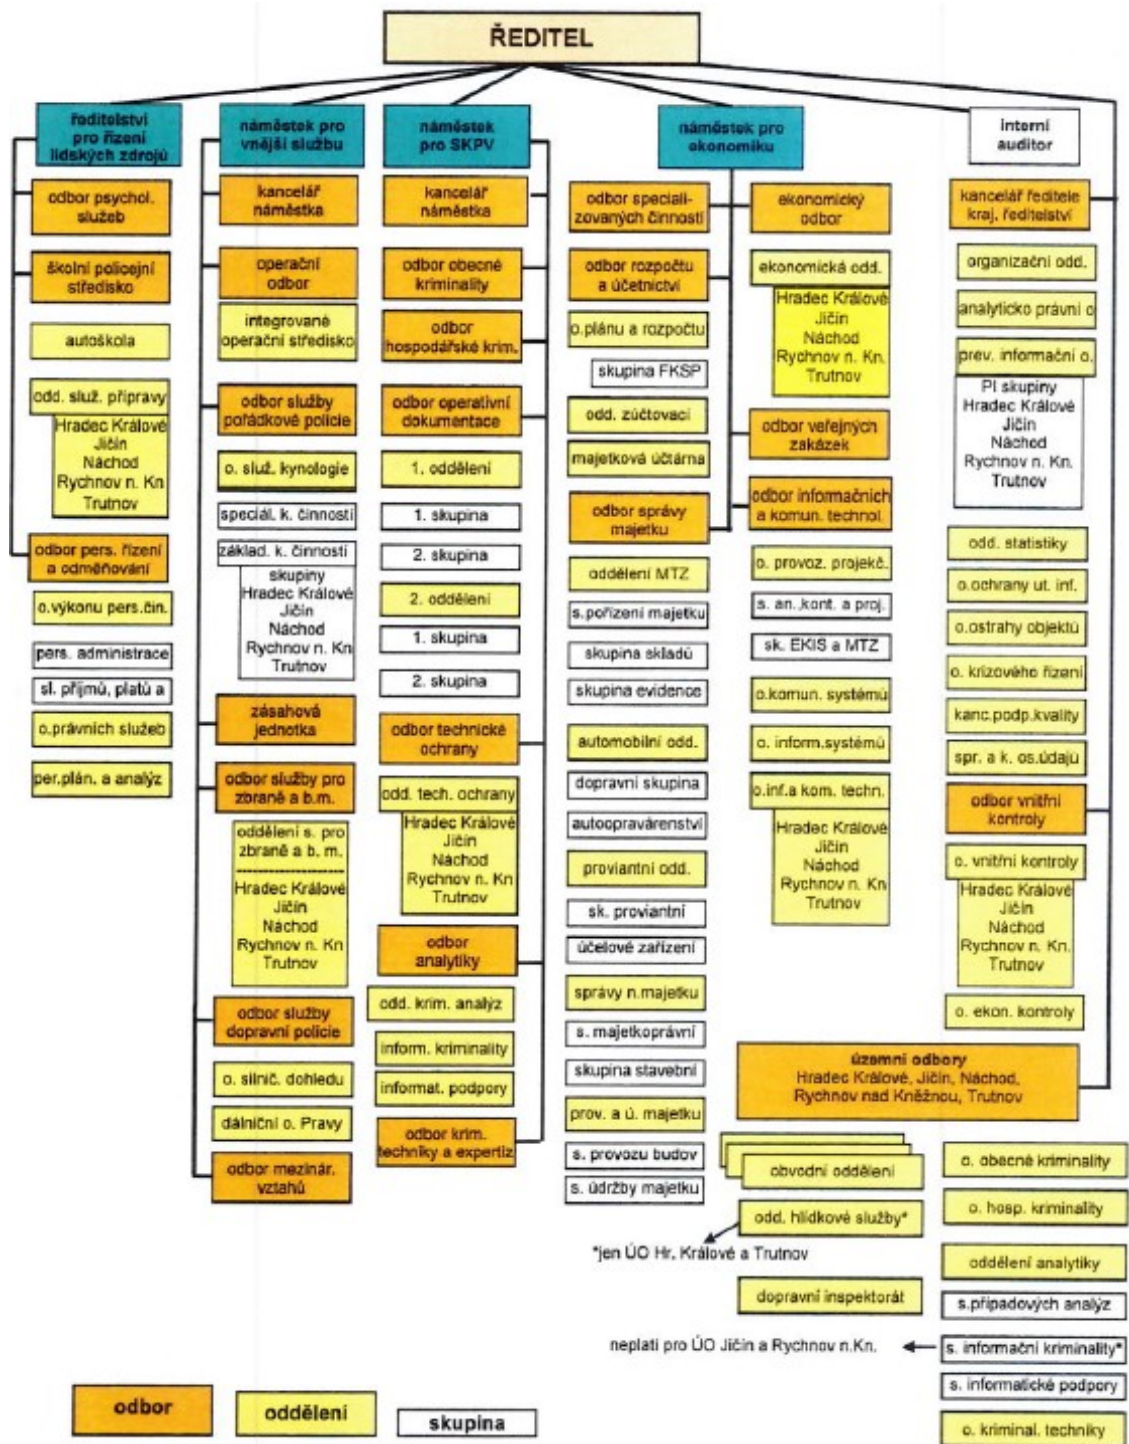 ŘEDITEL
ředitelství
pro řízení
lidských zdrojů
odbor psychol.
služeb
školní policejní
středisko
autoškola
odd. služ. přípravy
Hradec Králové
Jičín
Náchod
Rychnov n. Kn
Trutnov
odbor pers. řízení
a odměňování
o.výkonu pers.čin.
pers. administrace
sl. příjmů, platů a
o.právních služeb
per.plán. a analýz
náměstek pro
vnější službu
kancelář
náměstka
operační
odbor
integrované
operační středisko
odbor služby
pořádkové policie
o. služ. kynologie
speciál. k. činností
základ. k. činností
skupiny
Hradec Králové
Jičín
Náchod
Rychnov n. Kn
Trutnov
zásahová
jednotka
odbor služby pro
zbraně a b.m.
oddělení s. pro
zbraně a b. m.
Hradec Králové
Jičín
Náchod
Rychnov n. Kn
Trutnov
odbor služby
dopravní policie
o. silnič. dohledu
dálniční o. Pravy
odbor mezinár.
vztahů
náměstek
pro SKPV
kancelář
náměstka
odbor obecné
kriminality
odbor
hospodářské krim.
odbor operativní
dokumentace
1. oddělení
1. skupina
2. skupina
2. oddělení
1. skupina
2. skupina
odbor technické
ochrany
odd. tech. ochrany
Hradec Králové
Jičín
Náchod
Rychnov n. Kn
Trutnov
odbor
analytiky
odd. krim. analýz
inform. kriminality
informat. podpory
odbor krim.
techniky a expertiz
náměstek pro
ekonomiku
odbor speciali-
zovaných činností
odbor rozpočtu
a účetnictví
o.plánu a rozpočtu
skupina FKSP
odd. zúčtovací
majetková účtárna
odbor správy
majetku
oddělení MTZ
s.pořízení majetku
skupina skladů
skupina evidence
automobilní odd.
dopravní skupina
autoopravárenství
proviantní odd.
sk. proviantní
účelové zařízení
správy n.majetku
s. majetkoprávní
skupina stavební
prov. a ú. majetku
s. provozu budov
s. údržby majetku
ekonomický
odbor
ekonomická odd.
Hradec Králové
Jičín
Náchod
Rychnov n. Kn.
Trutnov
odbor veřejných
zakázek
odbor informačních
a komun. technol.
o. provoz. projekč.
s. an.,kont. a proj.
sk. EKIS a MTZ
o.komun. systémů
o. inform.systémů
o.inf.a kom. techn.
Hradec Králové
Jičín
Náchod
Rychnov n. Kn
Trutnov
interní
auditor
kancelář ředitele
kraj. ředitelství
organizační odd.
analyticko právní o
prev. informační o.
PI skupiny
Hradec Králové
Jičín
Náchod
Rychnov n. Kn.
Trutnov
odd. statistiky
o.ochrany ut. inf.
o.ostrahy objektů
o. krizového řízení
kanc.podp.kvality
spr. a k. os.údajů
odbor vnitřní
kontroly
o. vnitřní kontroly
Hradec Králové
Jičín
Náchod
Rychnov n. Kn.
Trutnov
o. ekon. kontroly
územní odbory
Hradec Králové, Jičín, Náchod,
Rychnov nad Kněžnou, Trutnov
obvodní oddělení
odd. hlídkové služby*
*jen ÚO Hr. Králové a Trutnov
dopravní inspektorát
o. obecné kriminality
o. hosp. kriminality
oddělení analytiky
s.případových analýz
neplatí pro ÚO Jičín a Rychnov n.Kn.
s. informační kriminality*
s. informatické podpory
o. kriminal. techniky
odbor
oddělení
skupina